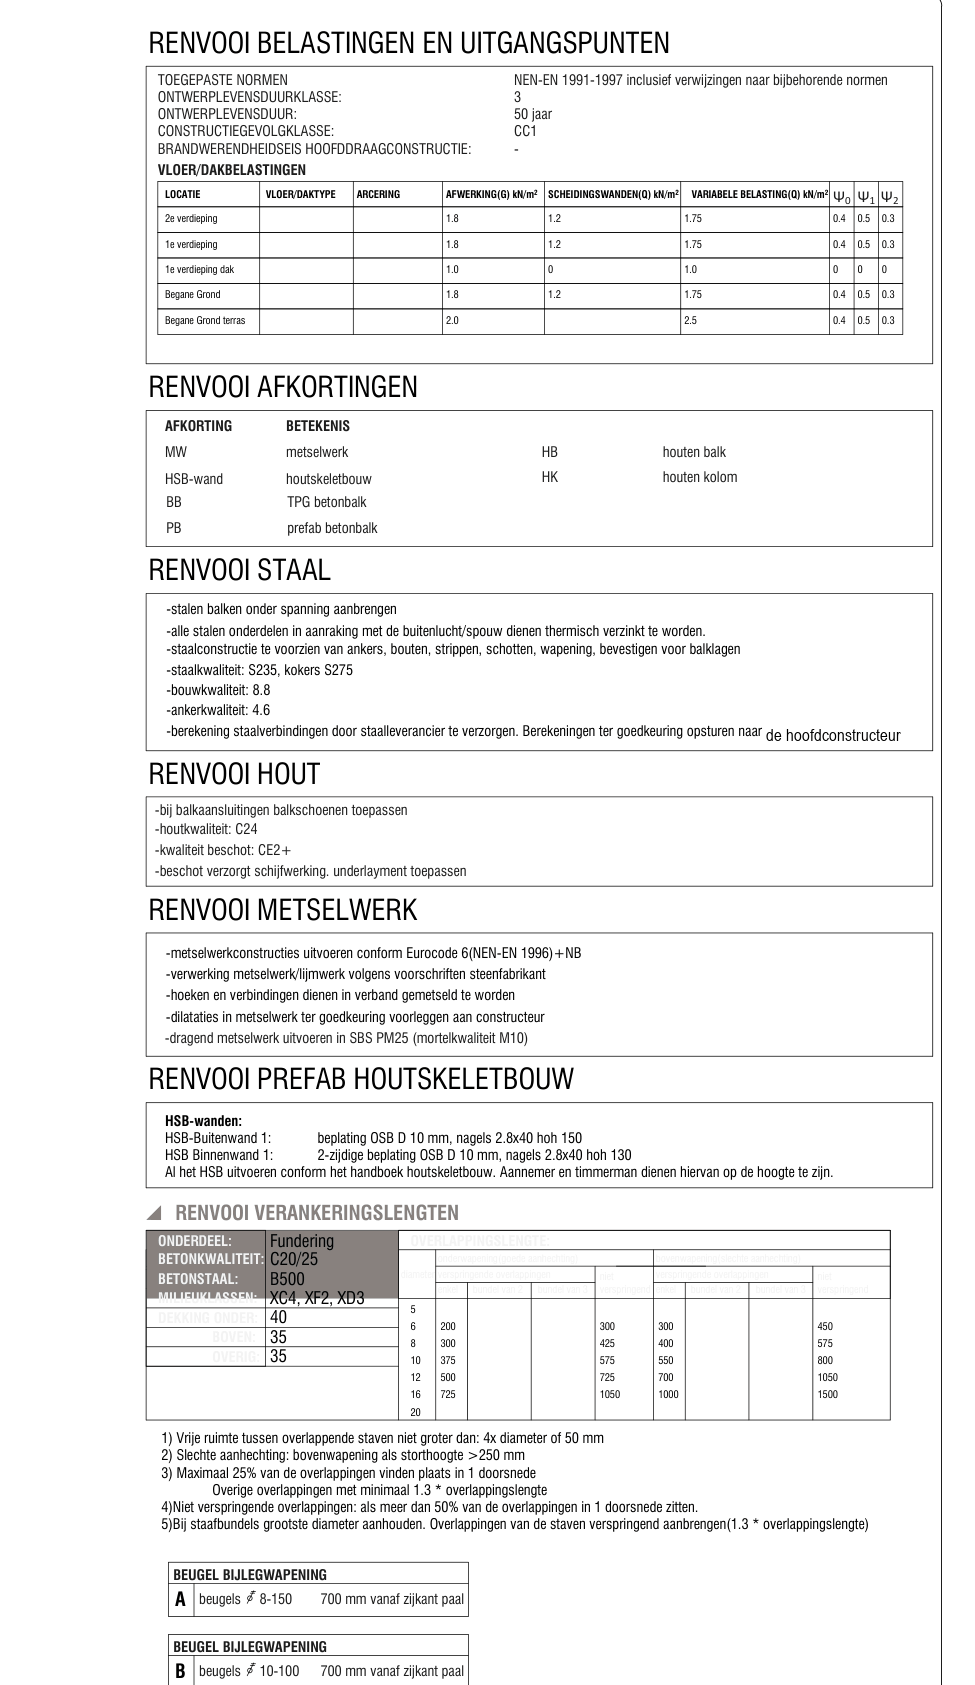 RENVOOI BELASTINGEN EN UITGANGSPUNTEN
TOEGEPASTE NORMEN NEN-EN 1991-1997 inclusief verwijzingen naar bijbehorende normen
ONTWERPLEVENSDUURKLASSE: 3
ONTWERPLEVENSDUUR: 50 jaar
CONSTRUCTIEGEVOLGKLASSE: CC1
BRANDWERENDHEIDSEIS HOOFDDRAAGCONSTRUCTIE: -
VLOER/DAKBELASTINGEN
LOCATIE VLOER/DAKTYPE ARCERING AFWERKING(G) kN/m² SCHEIDINGSWANDEN(Q) kN/m² VARIABELE BELASTING(Q) kN/m² Ψ0 Ψ1 Ψ2
2e verdieping 1.8 1.2 1.75 0.4 0.5 0.3
1e verdieping 1.8 1.2 1.75 0.4 0.5 0.3
1e verdieping dak 1.0 0 1.0 0 0 0
Begane Grond 1.8 1.2 1.75 0.4 0.5 0.3
Begane Grond terras 2.0 2.5 0.4 0.5 0.3
RENVOOI AFKORTINGEN
AFKORTING BETEKENIS
MW metselwerk HB houten balk
HSB-wand houtskeletbouw HK houten kolom
BB TPG betonbalk
PB prefab betonbalk
RENVOOI STAAL
-stalen balken onder spanning aanbrengen
-alle stalen onderdelen in aanraking met de buitenlucht/spouw dienen thermisch verzinkt te worden.
-staalconstructie te voorzien van ankers, bouten, strippen, schotten, wapening, bevestigen voor balklagen
-staalkwaliteit: S235, kokers S275
-bouwkwaliteit: 8.8
-ankerkwaliteit: 4.6
-berekening staalverbindingen door staalleverancier te verzorgen. Berekeningen ter goedkeuring opsturen naar de hoofdconstructeur
RENVOOI HOUT
-bij balkaansluitingen balkschoenen toepassen
-houtkwaliteit: C24
-kwaliteit beschot: CE2+
-beschot verzorgt schijfwerking. underlayment toepassen
RENVOOI METSELWERK
-metselwerkconstructies uitvoeren conform Eurocode 6(NEN-EN 1996)+NB
-verwerking metselwerk/lijmwerk volgens voorschriften steenfabrikant
-hoeken en verbindingen dienen in verband gemetseld te worden
-dilataties in metselwerk ter goedkeuring voorleggen aan constructeur
-dragend metselwerk uitvoeren in SBS PM25 (mortelkwaliteit M10)
RENVOOI PREFAB HOUTSKELETBOUW
HSB-wanden:
HSB-Buitenwand 1: beplating OSB D 10 mm, nagels 2.8x40 hoh 150
HSB Binnenwand 1: 2-zijdige beplating OSB D 10 mm, nagels 2.8x40 hoh 130
Al het HSB uitvoeren conform het handboek houtskeletbouw. Aannemer en timmerman dienen hiervan op de hoogte te zijn.
RENVOOI VERANKERINGSLENGTEN
ONDERDEEL: Fundering OVERLAPPINGSLENGTE:
BETONKWALITEIT: C20/25
BETONSTAAL: B500
MILIEUKLASSEN: XC4, XF2, XD3
DEKKING ONDER: 40
BOVEN: 35
OVERIG: 35
5
6 200 300 300 450
8 300 425 400 575
10 375 575 550 800
12 500 725 700 1050
16 725 1050 1000 1500
20
1) Vrije ruimte tussen overlappende staven niet groter dan: 4x diameter of 50 mm
2) Slechte aanhechting: bovenwapening als storthoogte >250 mm
3) Maximaal 25% van de overlappingen vinden plaats in 1 doorsnede
Overige overlappingen met minimaal 1.3 * overlappingslengte
4)Niet verspringende overlappingen: als meer dan 50% van de overlappingen in 1 doorsnede zitten.
5)Bij staafbundels grootste diameter aanhouden. Overlappingen van de staven verspringend aanbrengen(1.3 * overlappingslengte)
BEUGEL BIJLEGWAPENING
A beugels 8-150 700 mm vanaf zijkant paal
BEUGEL BIJLEGWAPENING
B beugels 10-100 700 mm vanaf zijkant paal